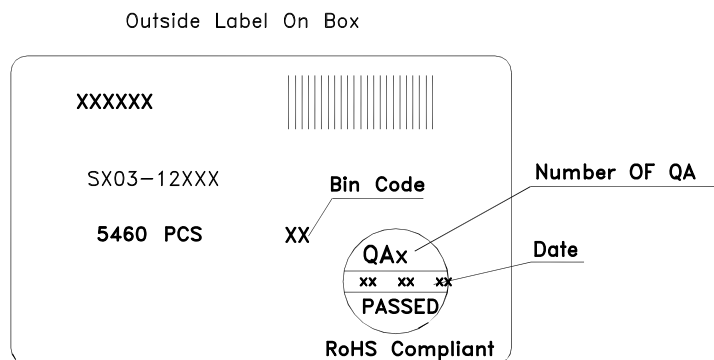 Outside Label On Box
XXXXXX
SX03-12XXX
Bin Code
Number OF QA
5460 PCS
XX
QAx
Date
xx xx xx
PASSED
RoHS Compliant